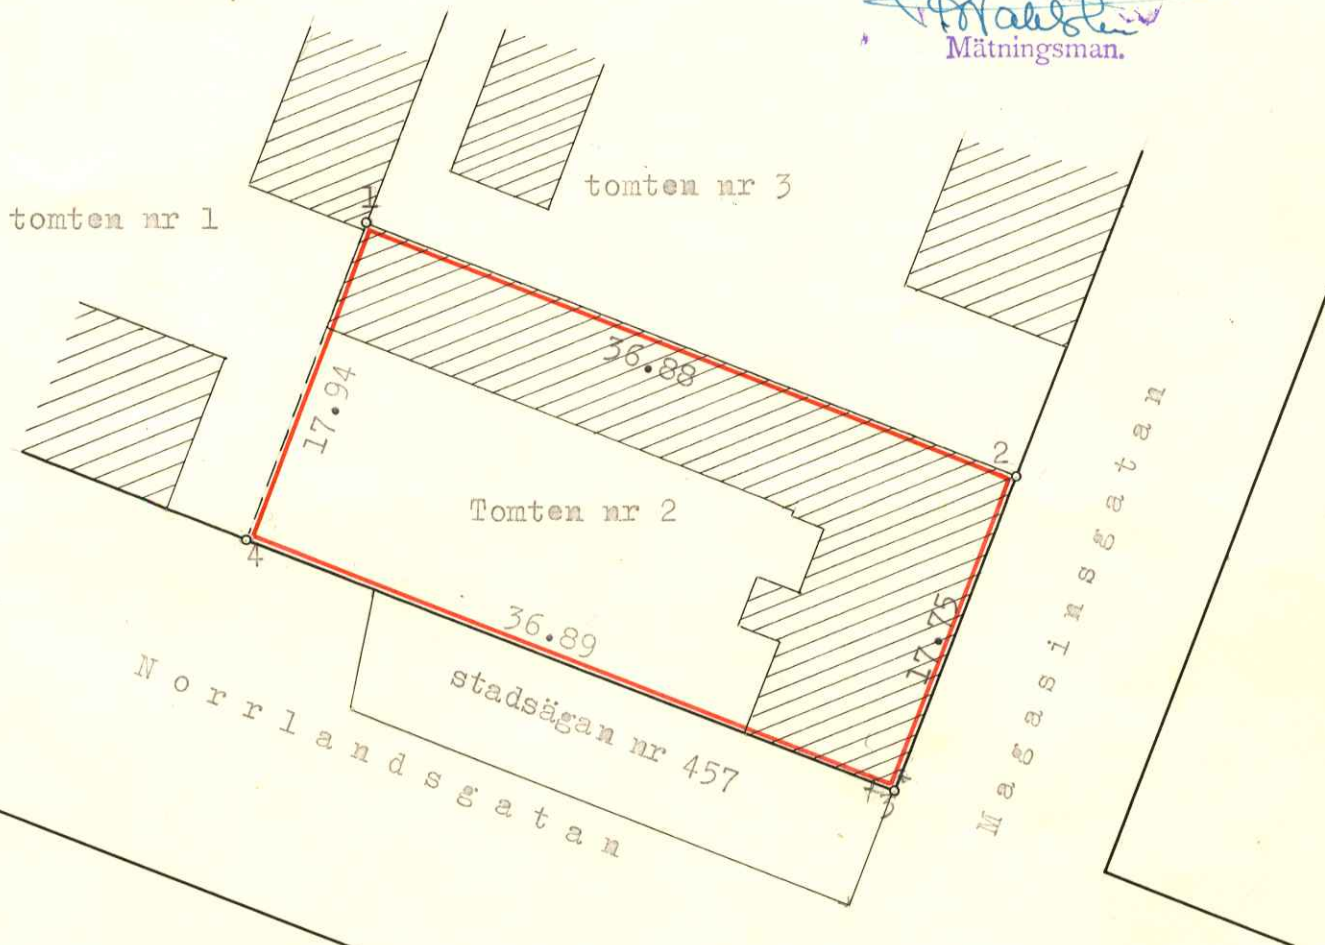 Mätningsman.
tomten nr 3
1
tomten nr 1
36.88
17.94
2
Tomten nr 2
4
36.89
17.75
stadsägan nr 457
3
Norrlandsgatan
Magasinsgatan